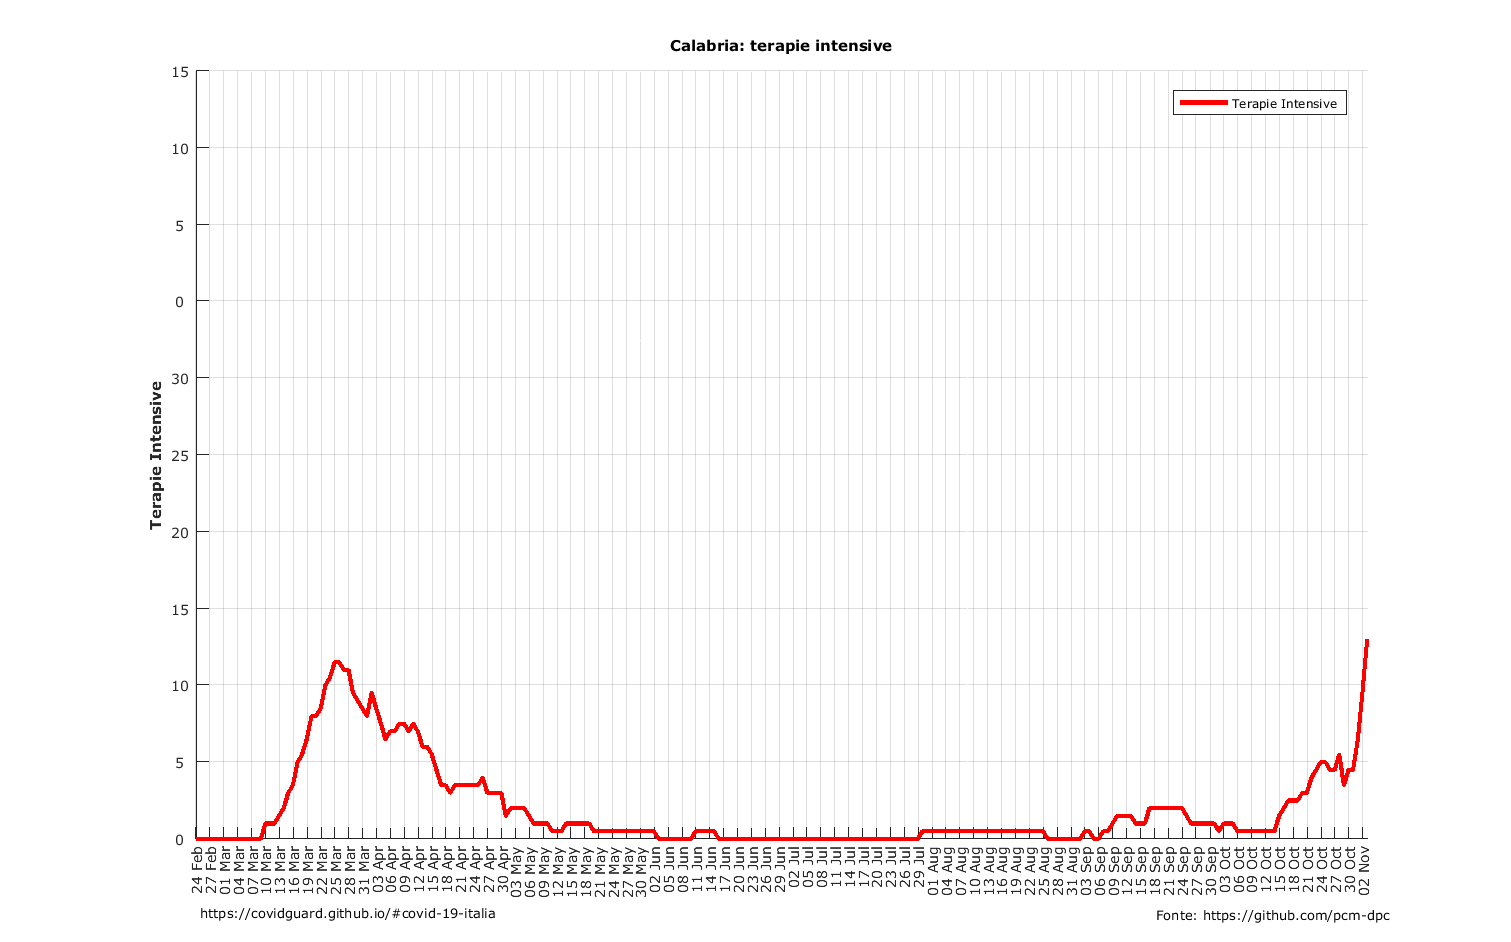 Calabria: terapie intensive
Terapie Intensive
15
10
5
0
30
25
20
15
10
5
0
Terapie Intensive
24 Feb
27 Feb
01 Mar
04 Mar
07 Mar
10 Mar
13 Mar
16 Mar
19 Mar
22 Mar
25 Mar
28 Mar
31 Mar
03 Apr
06 Apr
09 Apr
12 Apr
15 Apr
18 Apr
21 Apr
24 Apr
27 Apr
30 Apr
03 May
06 May
09 May
12 May
15 May
18 May
21 May
24 May
27 May
30 May
02 Jun
05 Jun
08 Jun
11 Jun
14 Jun
17 Jun
20 Jun
23 Jun
26 Jun
29 Jun
02 Jul
05 Jul
08 Jul
11 Jul
14 Jul
17 Jul
20 Jul
23 Jul
26 Jul
29 Jul
01 Aug
04 Aug
07 Aug
10 Aug
13 Aug
16 Aug
19 Aug
22 Aug
25 Aug
28 Aug
31 Aug
03 Sep
06 Sep
09 Sep
12 Sep
15 Sep
18 Sep
21 Sep
24 Sep
27 Sep
30 Sep
03 Oct
06 Oct
09 Oct
12 Oct
15 Oct
18 Oct
21 Oct
24 Oct
27 Oct
30 Oct
02 Nov
https://covidguard.github.io/#covid-19-italia
Fonte: https://github.com/pcm-dpc